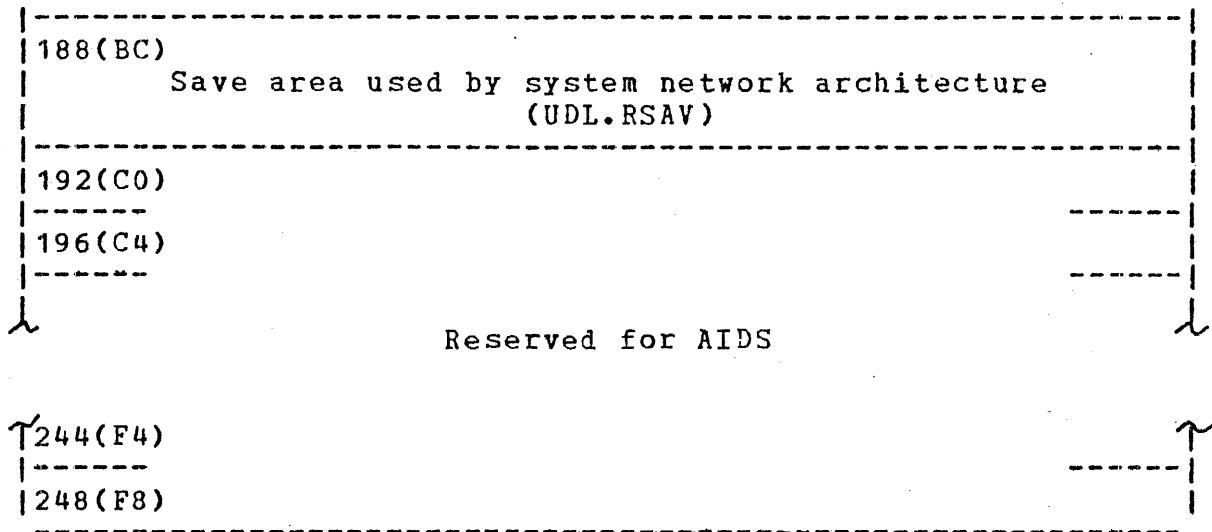 188(BC)
Save area used by system network architecture
(UDL.RSAV)
192(C0)
196(C4)
Reserved for AIDS
244(F4)
248(F8)